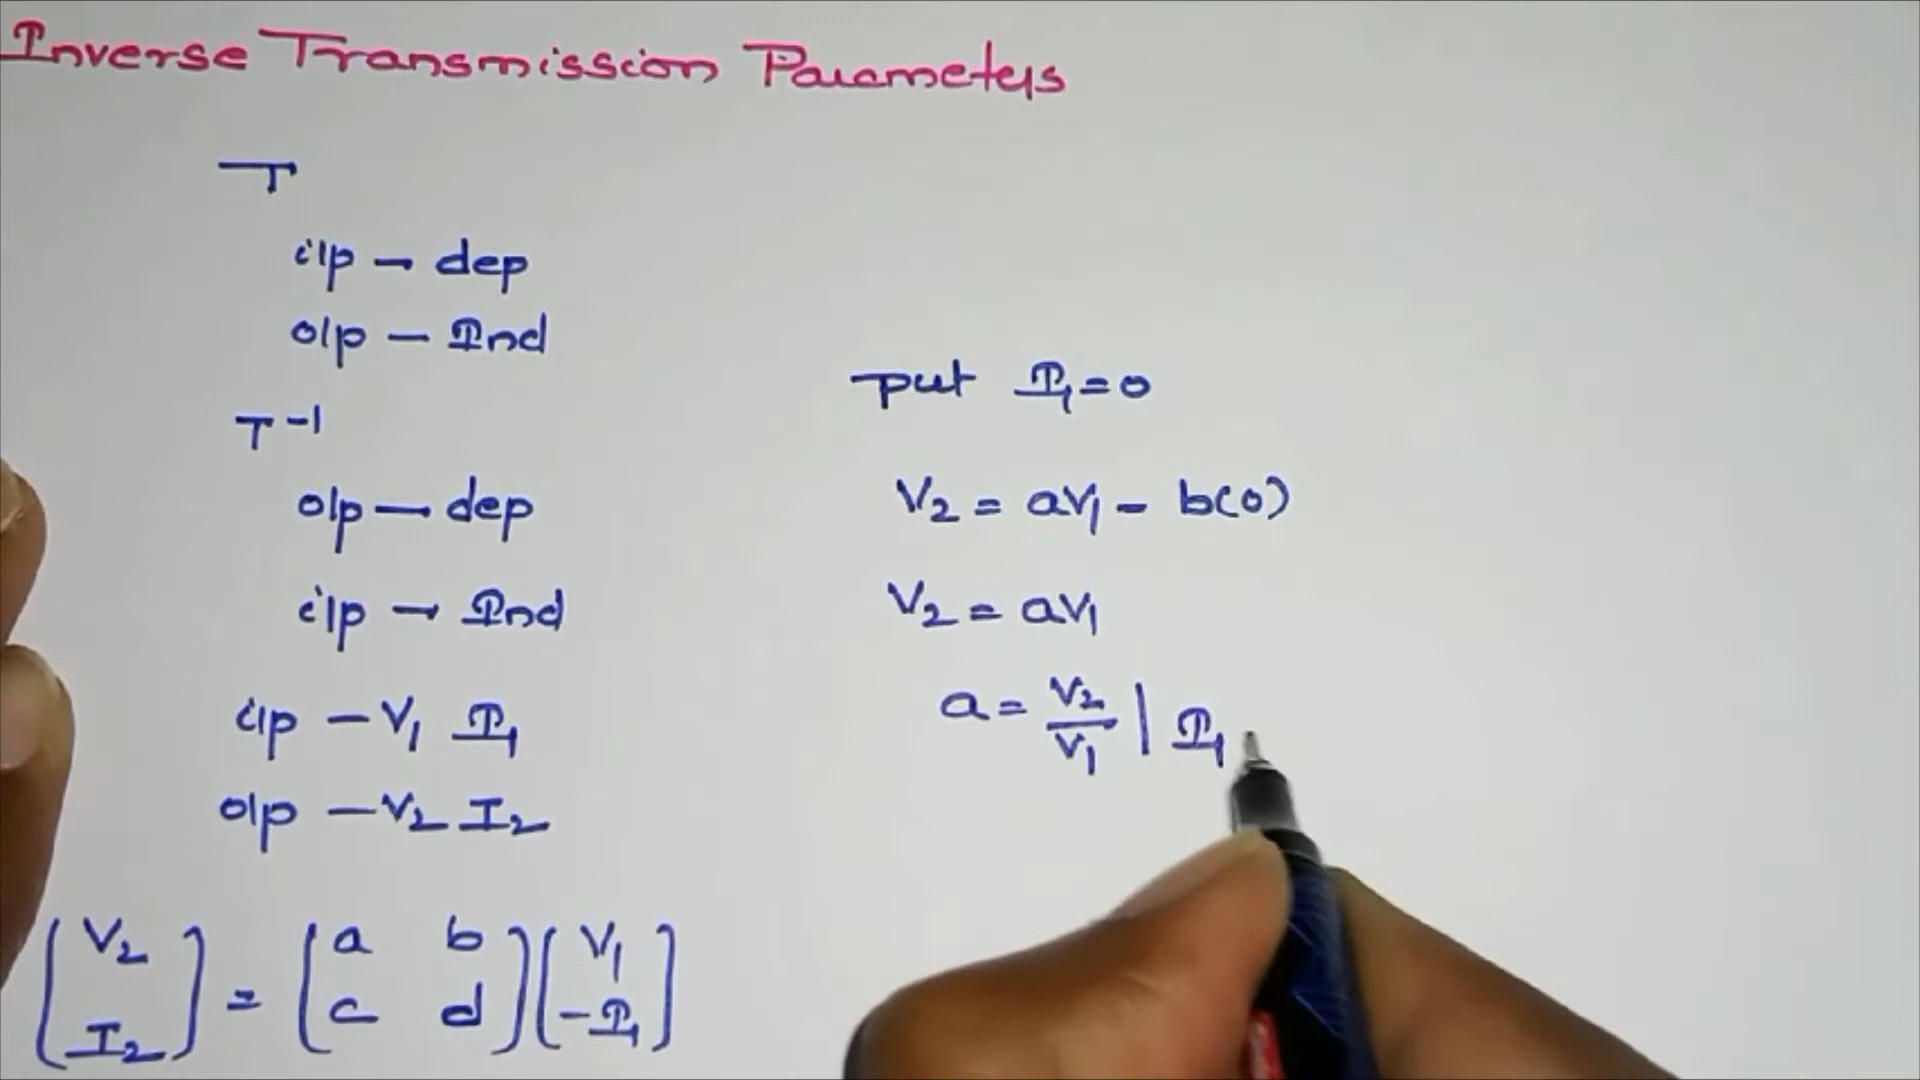 Inverse Transmission Parameters
T
i/p - dep
o/p - Ind
T⁻¹
o/p - dep
i/p - Ind
i/p - V₁ I₁
o/p - V₂ I₂
[V₂ I₂] = [a b c d] [V₁ -I₁]
put I₁ = 0
V₂ = aV₁ - b(0)
V₂ = aV₁
a = V₂/V₁ | I₁